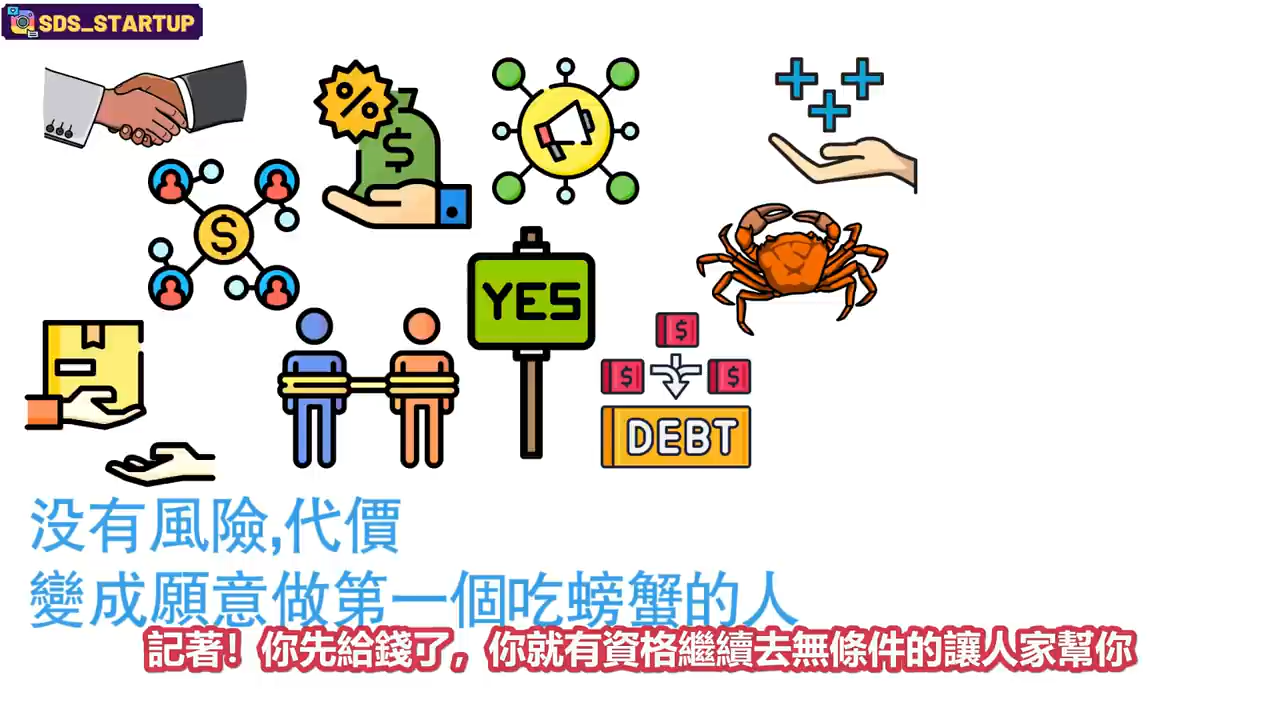 SDS_STARTUP
%
$
$
YES
$
$
$
DEBT
没有風險,代價
變成願意做第一個吃螃蟹的人
記著！你先給錢了，你就有資格繼續去無條件的讓人家幫你